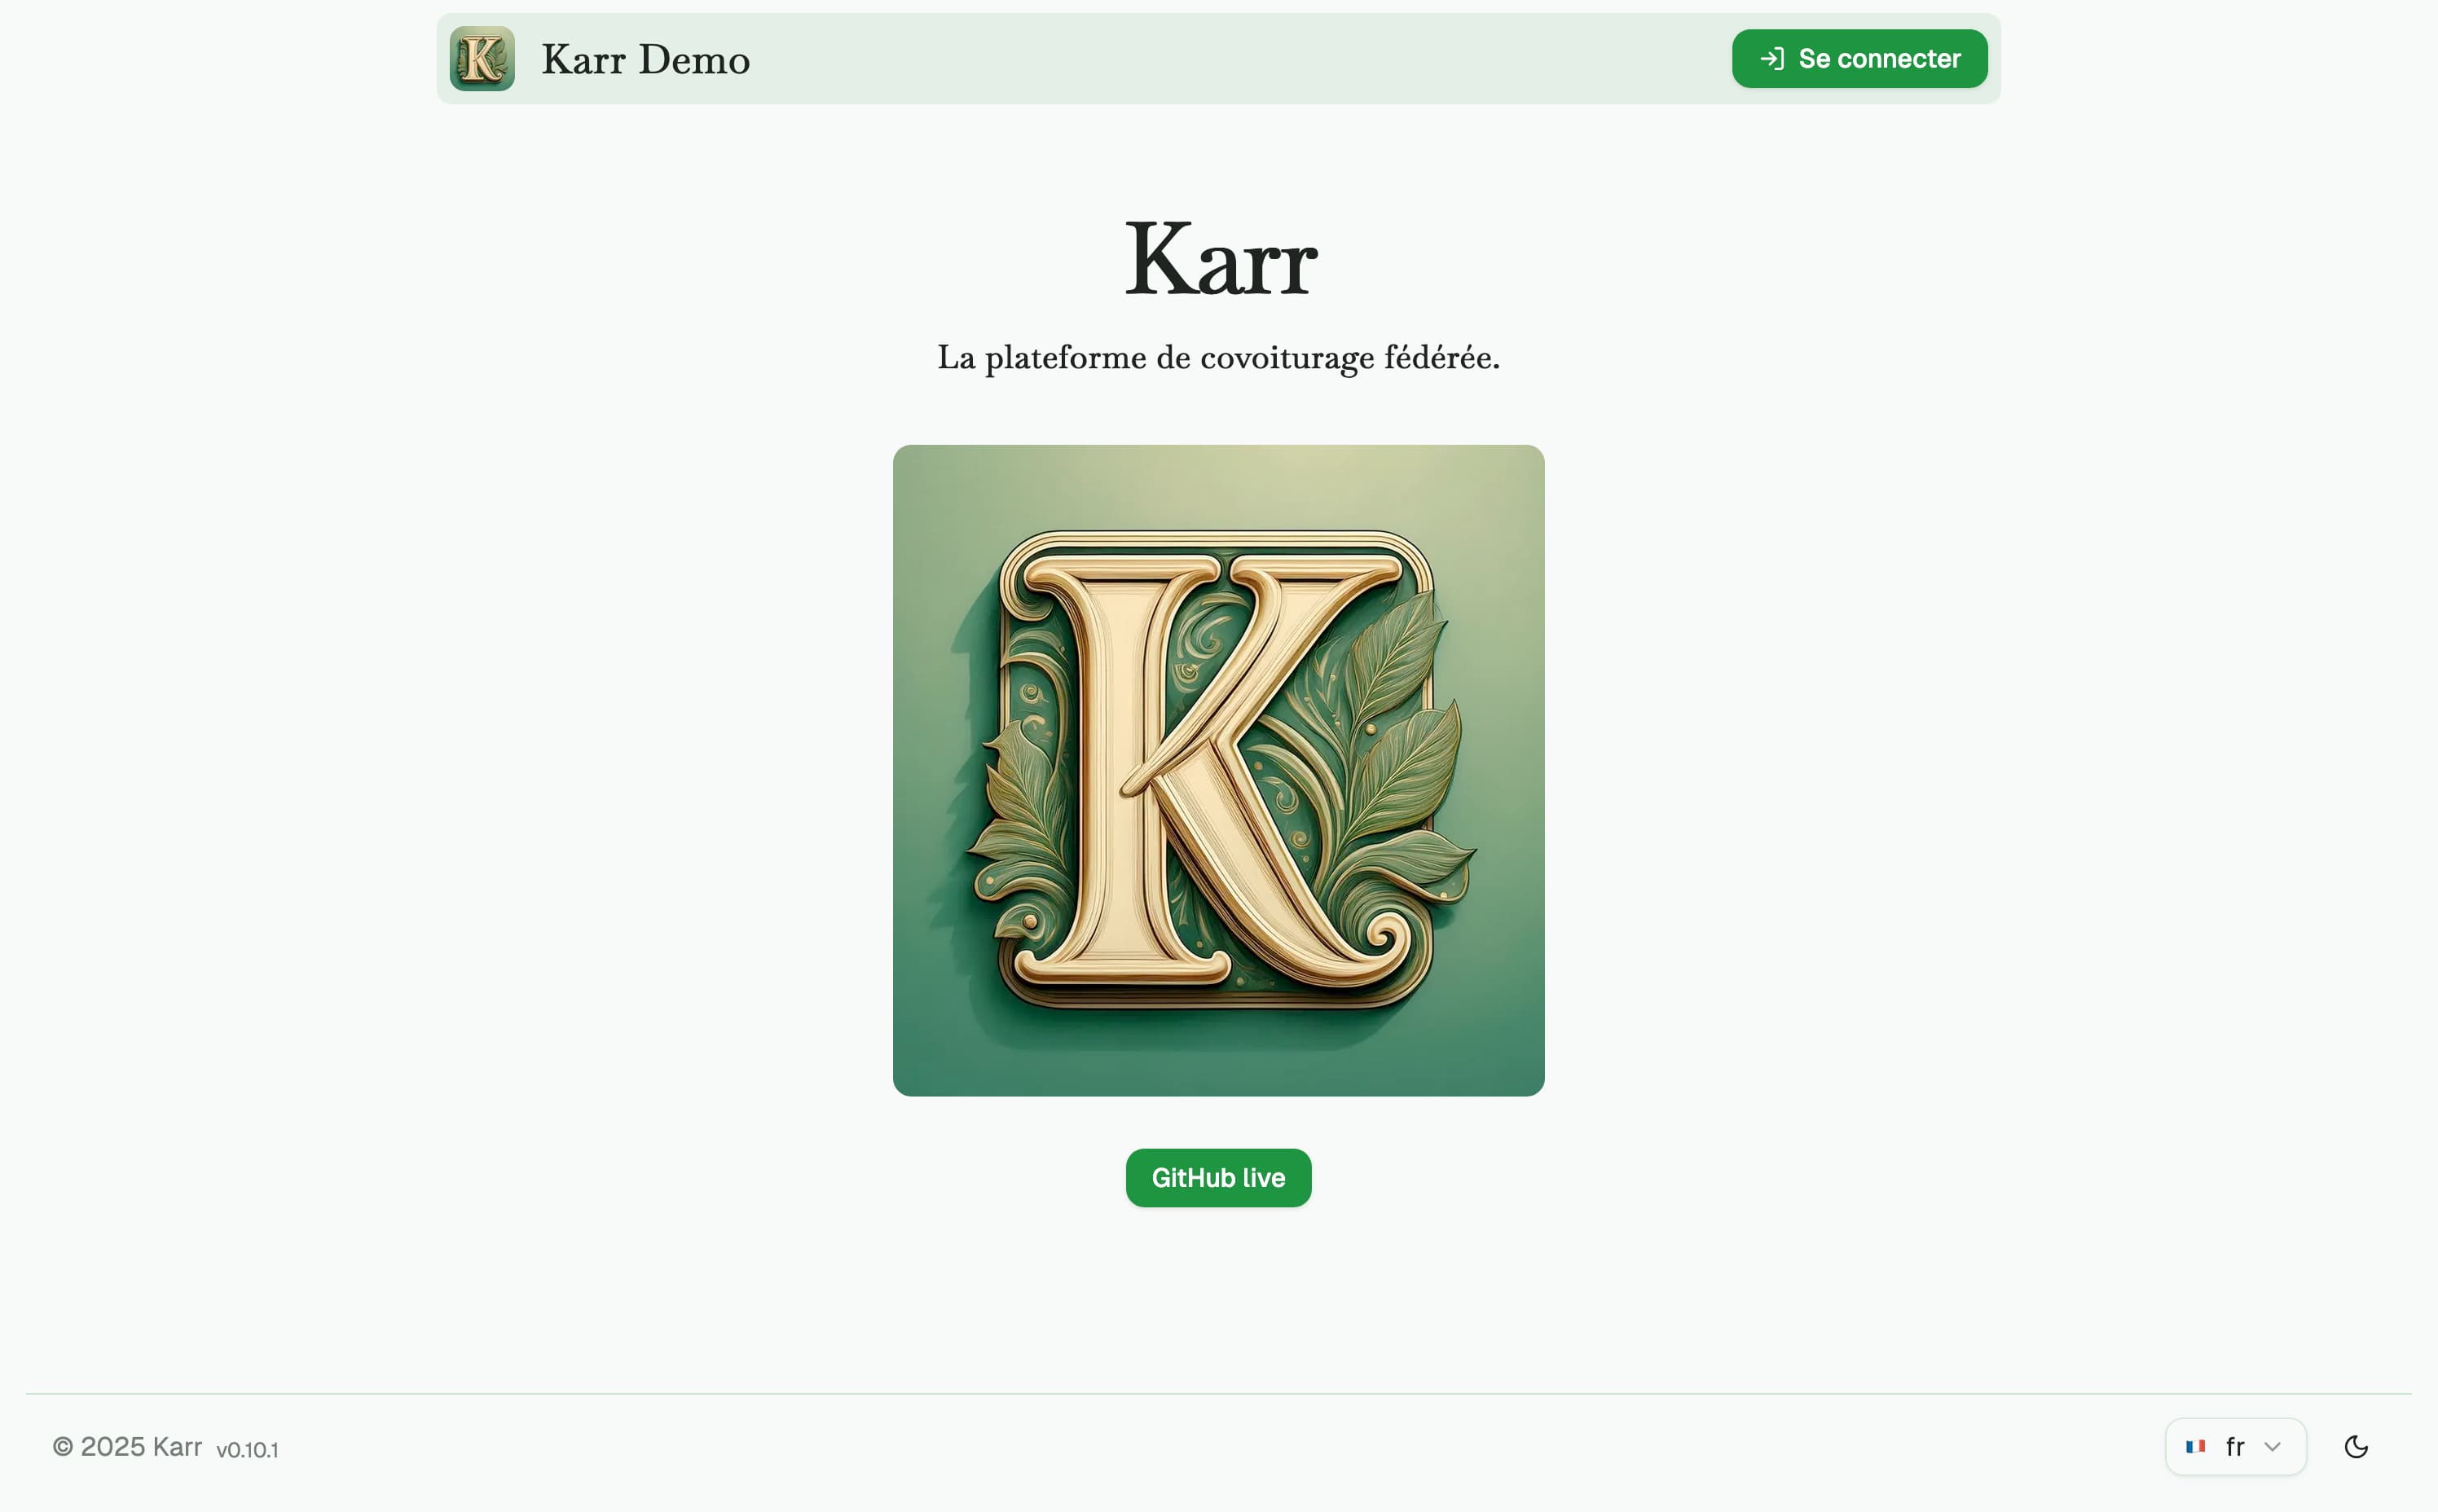 Karr Demo
Se connecter
Karr
La plateforme de covoiturage fédérée.
K
GitHub live
© 2025 Karr v0.10.1
fr